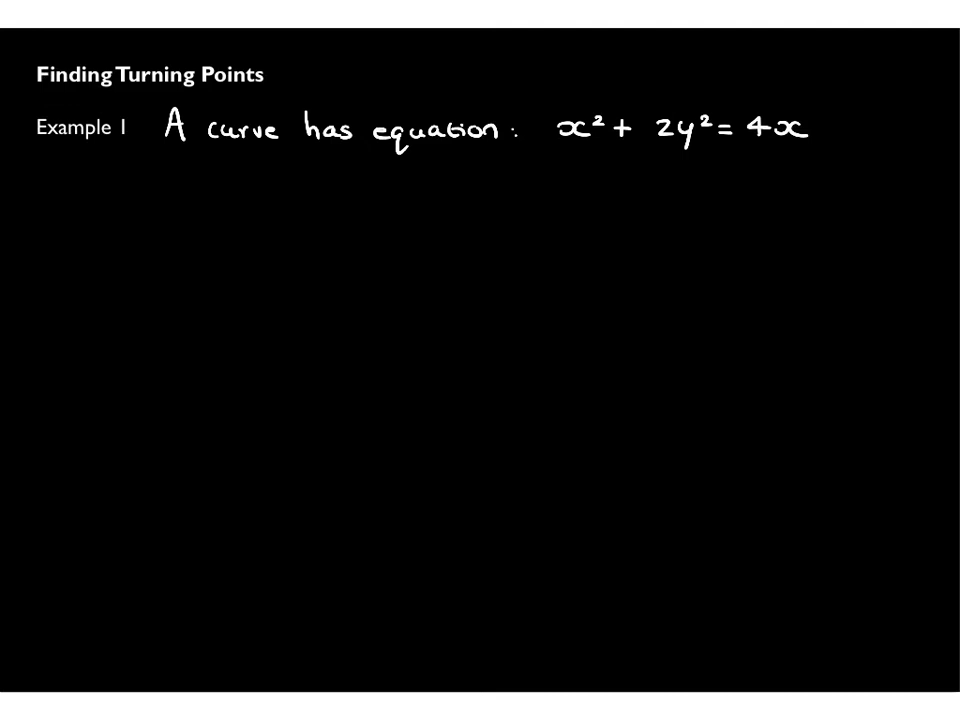 Finding Turning Points
Example 1 A curve has equation: x² + 2y² = 4x